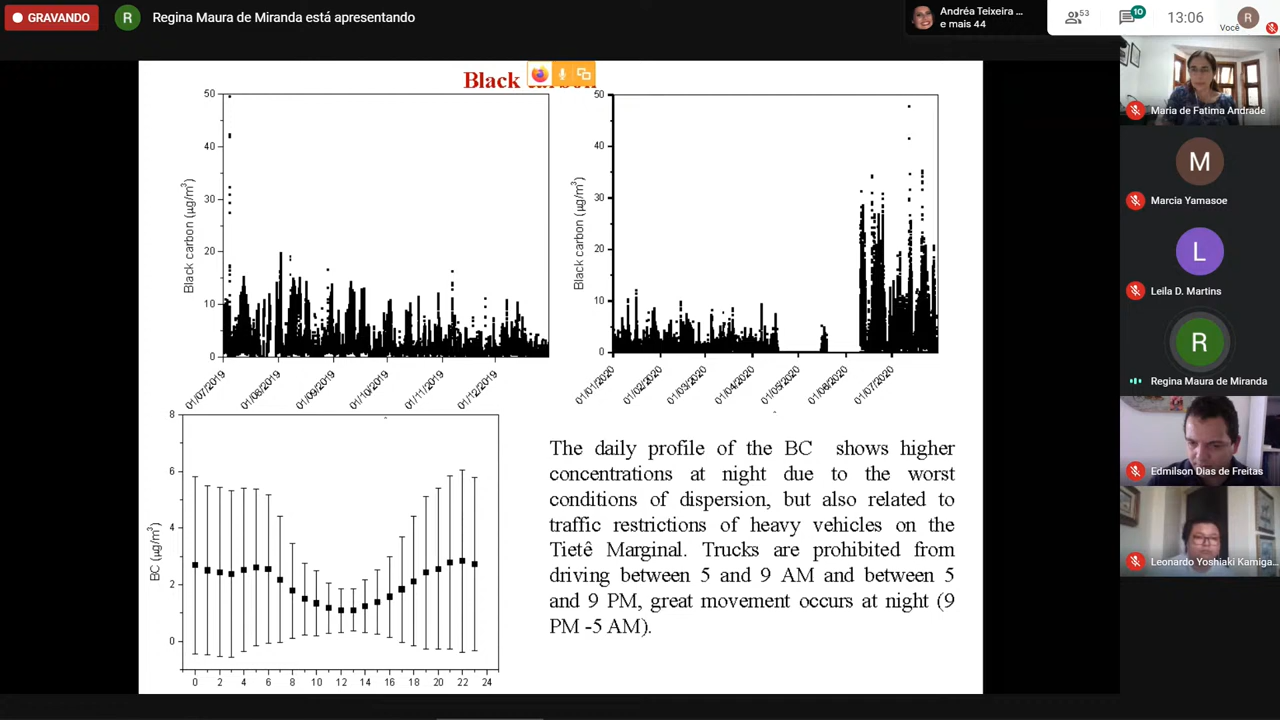 GRAVANDO
R
Regina Maura de Miranda está apresentando
Andréa Teixeira ...
e mais 44
53
10
13:06
Você
R
Black
50
40
30
20
10
0
Black carbon (µg/m³)
01/07/2019
01/08/2019
01/09/2019
01/10/2019
01/11/2019
01/12/2019
50
40
30
20
10
0
Black carbon (µg/m³)
01/01/2020
01/02/2020
01/03/2020
01/04/2020
01/05/2020
01/08/2020
01/07/2020
8
6
4
2
0
BC (µg/m³)
0 2 4 6 8 10 12 14 16 18 20 22 24
The daily profile of the BC shows higher
concentrations at night due to the worst
conditions of dispersion, but also related to
traffic restrictions of heavy vehicles on the
Tietê Marginal. Trucks are prohibited from
driving between 5 and 9 AM and between 5
and 9 PM, great movement occurs at night (9
PM -5 AM).
Maria de Fatima Andrade
M
Marcia Yamasoe
L
Leila D. Martins
R
Regina Maura de Miranda
Edmilson Dias de Freitas
Leonardo Yoshiaki Kamiga...